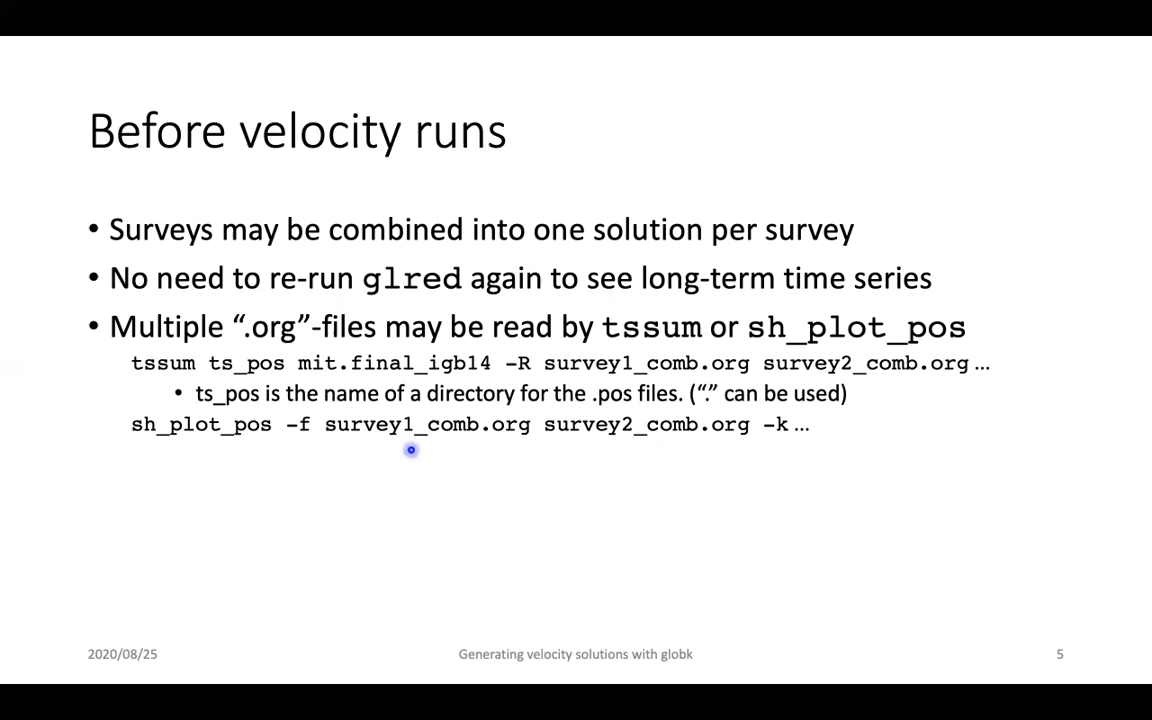 Before velocity runs
• Surveys may be combined into one solution per survey
• No need to re-run glred again to see long-term time series
• Multiple “.org”-files may be read by tssum or sh_plot_pos
tssum ts_pos mit.final_igb14 –R survey1_comb.org survey2_comb.org …
• ts_pos is the name of a directory for the .pos files. (“.” can be used)
sh_plot_pos –f survey1_comb.org survey2_comb.org –k …
2020/08/25
Generating velocity solutions with globk
5